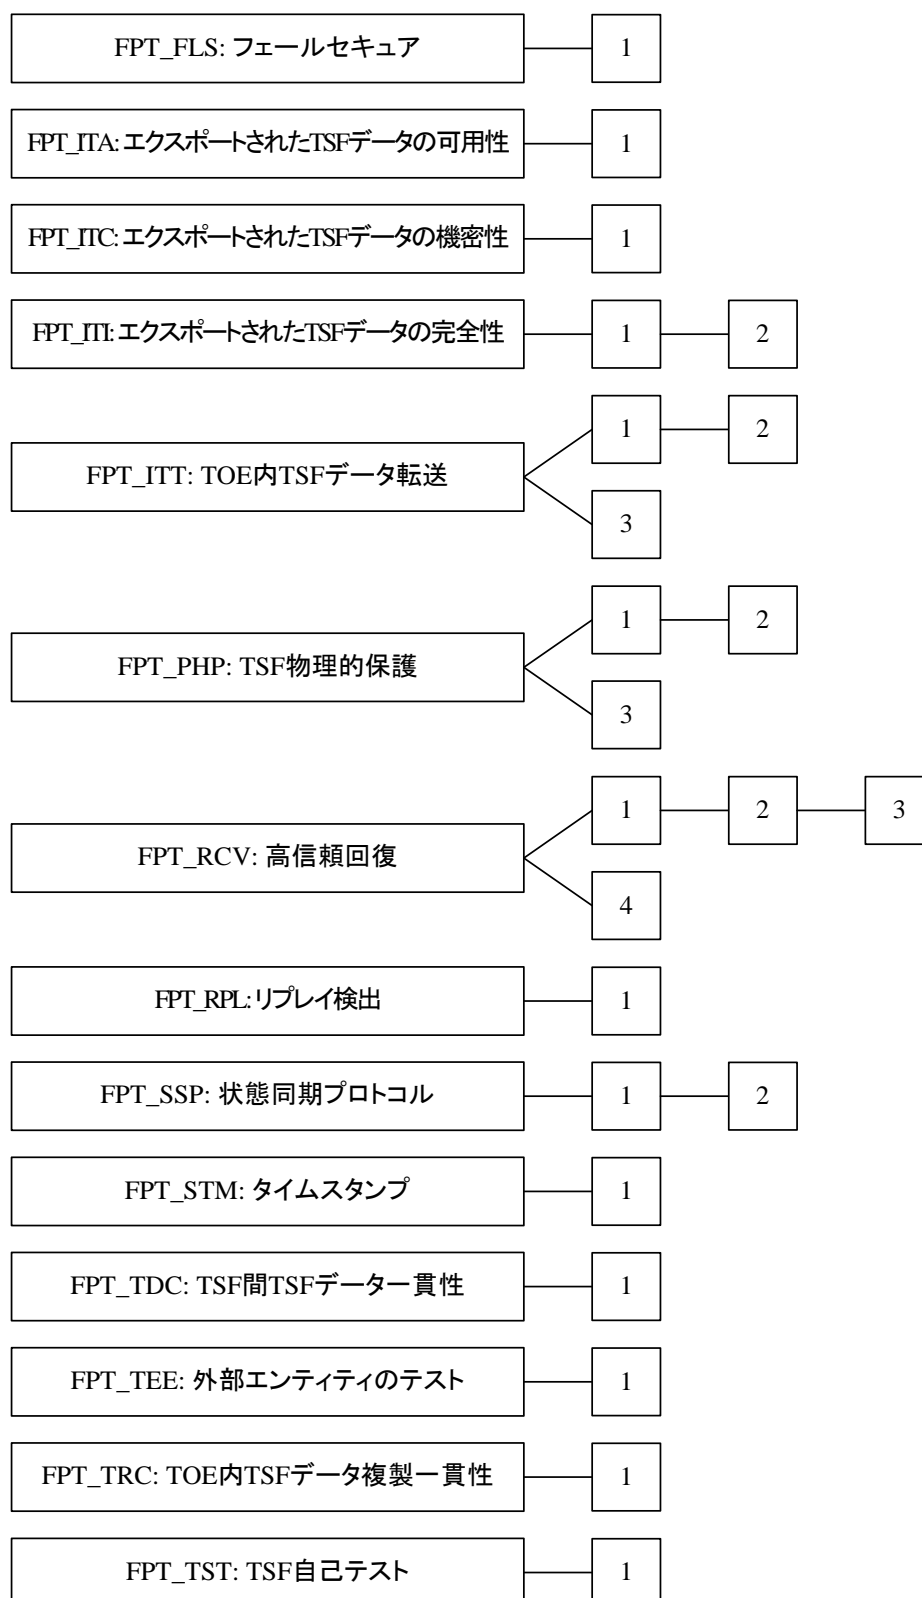 FPT_FLS: フェールセキュア 1
FPT_ITA: エクスポートされたTSFデータの可用性 1
FPT_ITC: エクスポートされたTSFデータの機密性 1
FPT_ITI: エクスポートされたTSFデータの完全性 1 2
1 2
FPT_ITT: TOE内TSFデータ転送
3
1 2
FPT_PHP: TSF物理的保護
3
1 2 3
FPT_RCV: 高信頼回復
4
FPT_RPL: リプレイ検出 1
FPT_SSP: 状態同期プロトコル 1 2
FPT_STM: タイムスタンプ 1
FPT_TDC: TSF間TSFデータ一貫性 1
FPT_TEE: 外部エンティティのテスト 1
FPT_TRC: TOE内TSFデータ複製一貫性 1
FPT_TST: TSF自己テスト 1